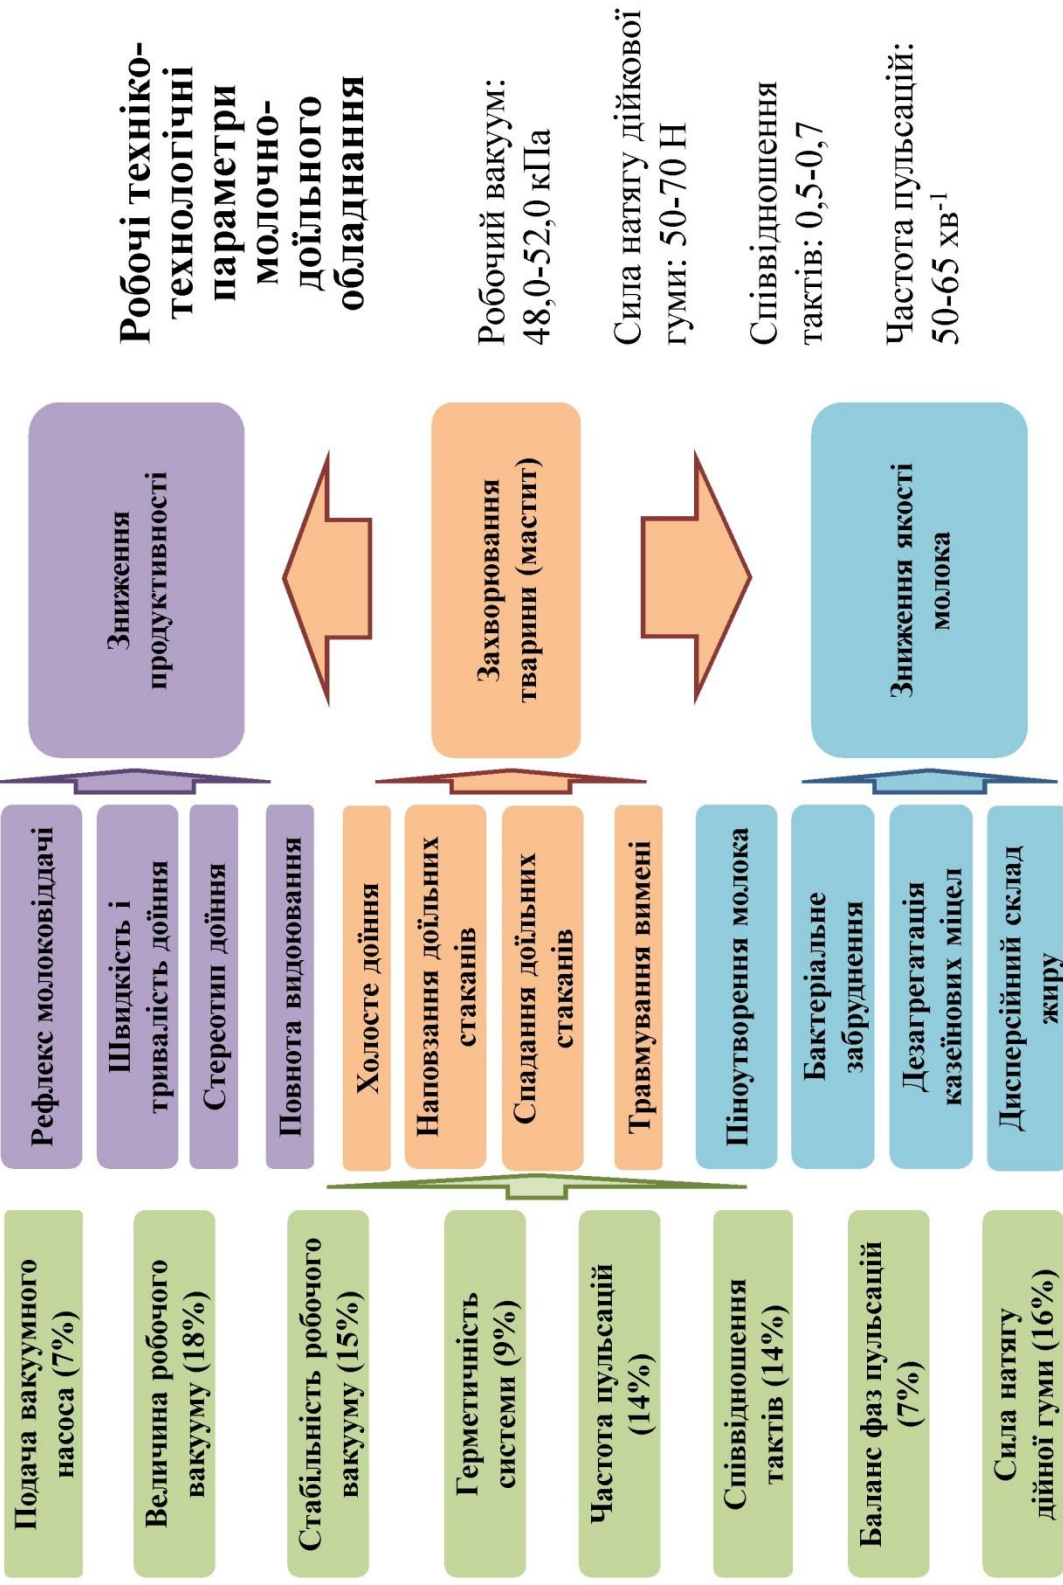 Подача вакуумного
насоса (7%)
Величина робочого
вакууму (18%)
Стабільність робочого
вакууму (15%)
Герметичність
системи (9%)
Частота пульсацій
(14%)
Співвідношення
тактів (14%)
Баланс фаз пульсацій
(7%)
Сила натягу
дійної гуми (16%)
Рефлекс молоковіддачі
Швидкість і
тривалість доїння
Стереотип доїння
Повнота видоювання
Холосте доїння
Наповзання доїльних
стаканів
Спадання доїльних
стаканів
Травмування вимені
Піноутворення молока
Бактеріальне
забруднення
Дезагрегація
казеїнових міцел
Дисперсійний склад
жиру
Зниження
продуктивності
Захворювання
тварини (мастит)
Зниження якості
молока
Робочі техніко-
технологічні
параметри
молочно-
доїльного
обладнання
Робочий вакуум:
48,0-52,0 кПа
Сила натягу дійкової
гуми: 50-70 Н
Співвідношення
тактів: 0,5-0,7
Частота пульсацій:
50-65 хв⁻¹